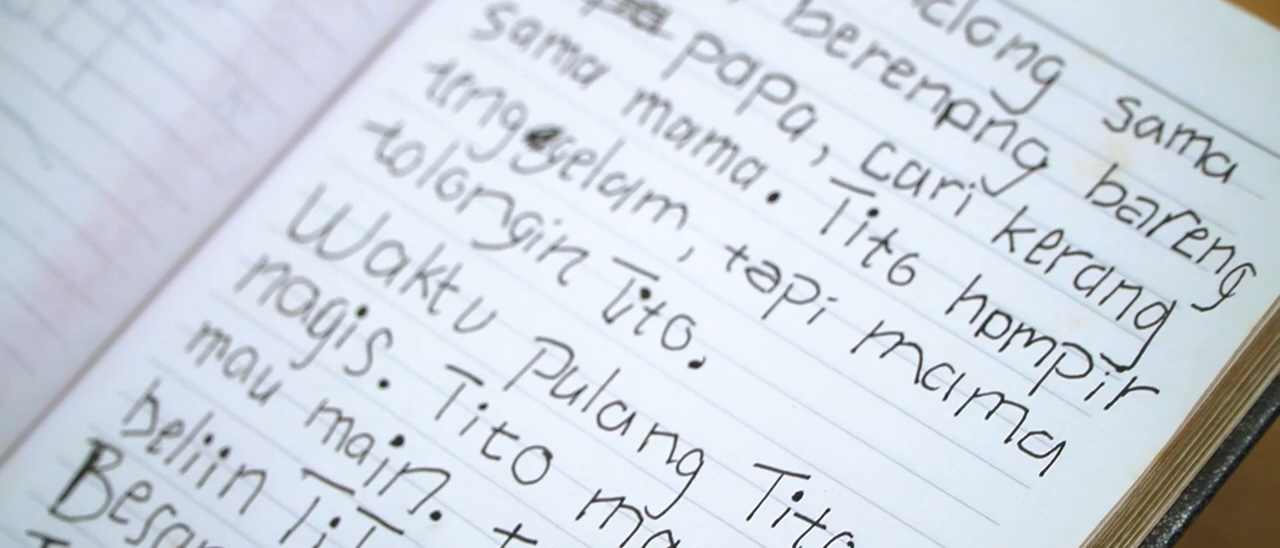 sama
berenang bareng
papa, cari kerang
sama mama. Tito hampir
tenggelam, tapi mama
tolongin Tito.
Waktu Pulang Tito
nagis. Tito
mau main.
beliin